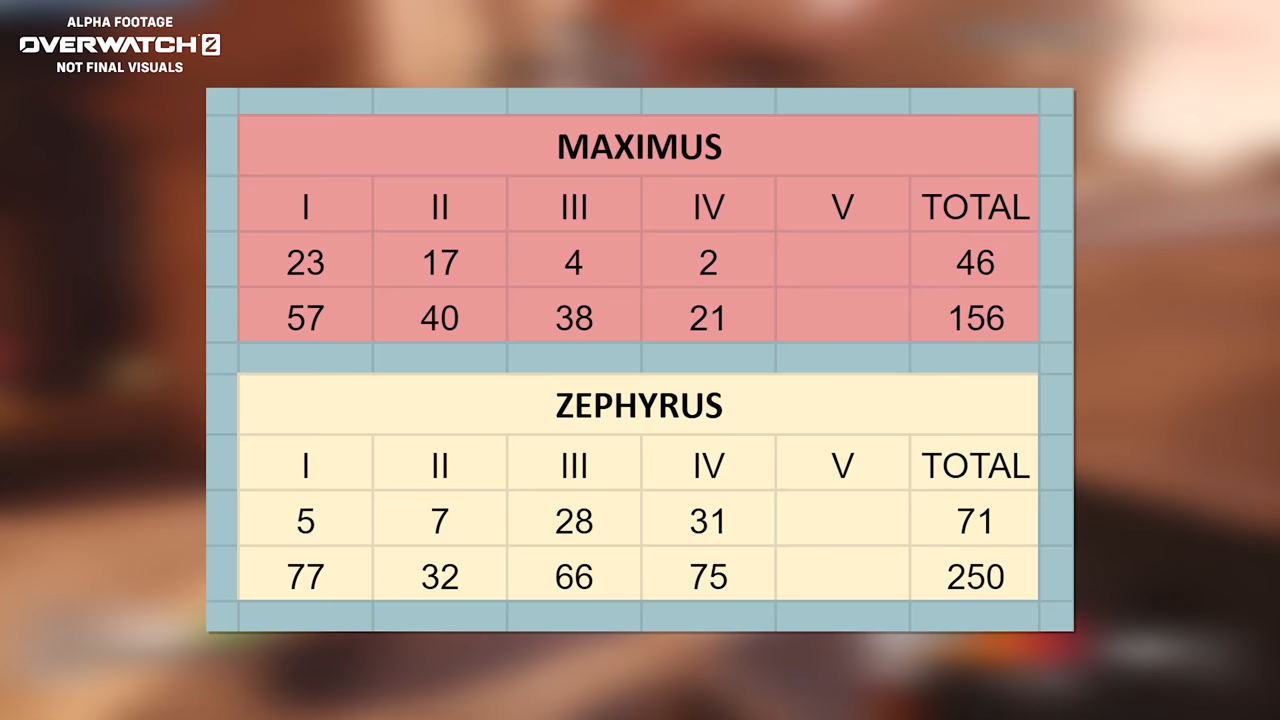 ALPHA FOOTAGE
OVERWATCH 2
NOT FINAL VISUALS
MAXIMUS
I II III IV V TOTAL
23 17 4 2 46
57 40 38 21 156
ZEPHYRUS
I II III IV V TOTAL
5 7 28 31 71
77 32 66 75 250